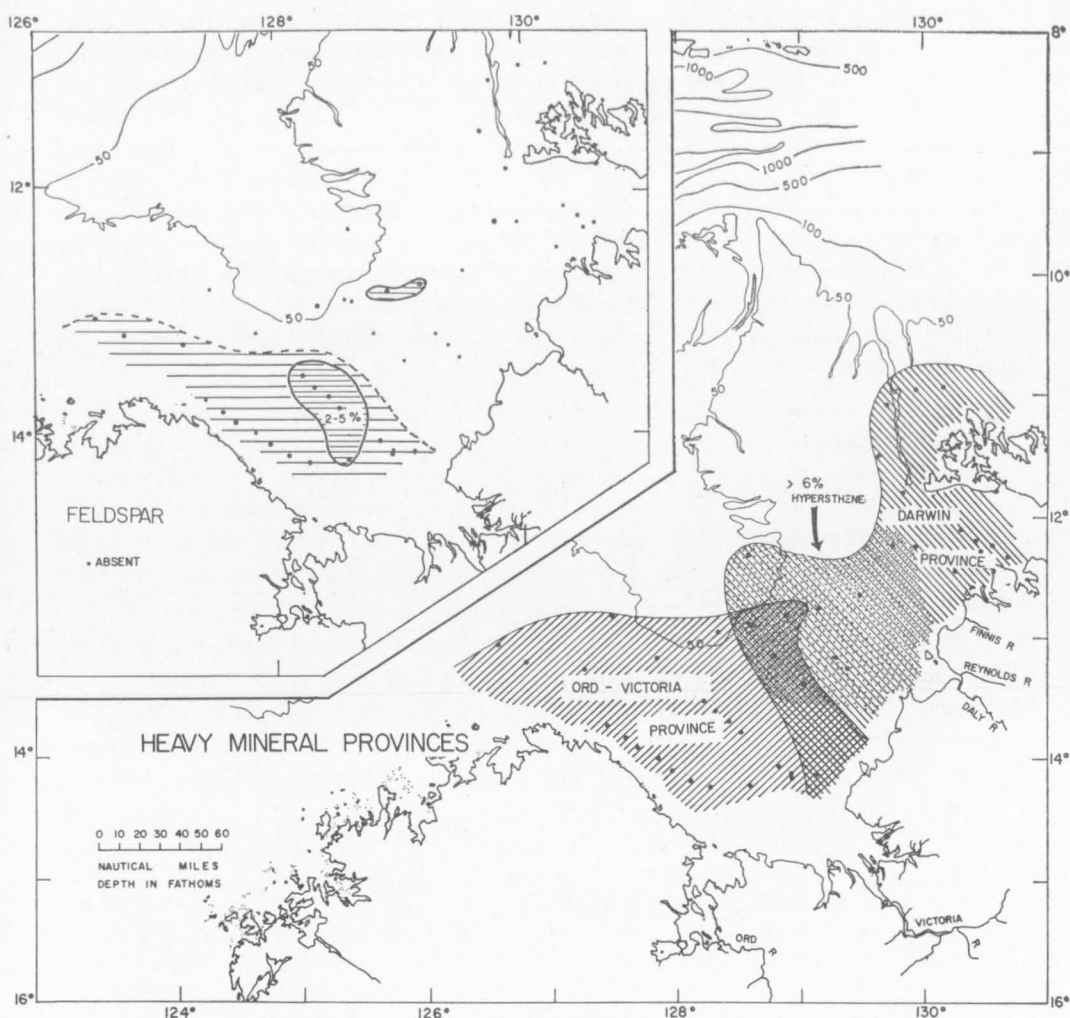 126°
128°
130°
130°
8°
50
50
1000
500
1000
500
100
12°
10°
50
50
50
50
2-5%
14°
FELDSPAR
• ABSENT
> 6%
HYPERSTHENE
DARWIN
PROVINCE
12°
FINNIS R
REYNOLDS R
DALY R
50
ORD - VICTORIA
PROVINCE
14°
14°
HEAVY MINERAL PROVINCES
0 10 20 30 40 50 60
NAUTICAL MILES
DEPTH IN FATHOMS
ORD R
VICTORIA R
16°
16°
124°
126°
128°
130°